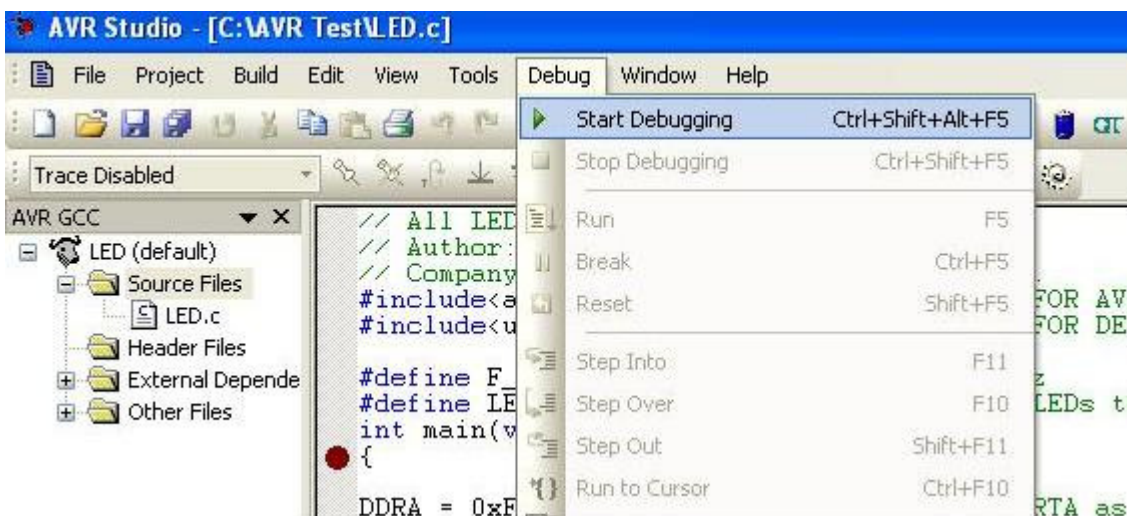 AVR Studio - [C:\AVR Test\LED.c]
File Project Build Edit View Tools Debug Window Help
Start Debugging Ctrl+Shift+Alt+F5
Trace Disabled
Stop Debugging Ctrl+Shift+F5
Run F5
Break Ctrl+F5
Reset Shift+F5
Step Into F11
Step Over F10
Step Out Shift+F11
Run to Cursor Ctrl+F10
AVR GCC
LED (default)
Source Files
LED.c
Header Files
External Depende
Other Files
// All LED
// Author:
// Company
#include<a FOR AV
#include<u FOR DE
#define F_ z
#define LE LEDs t
int main(v
{
DDRA = 0xF RTA as